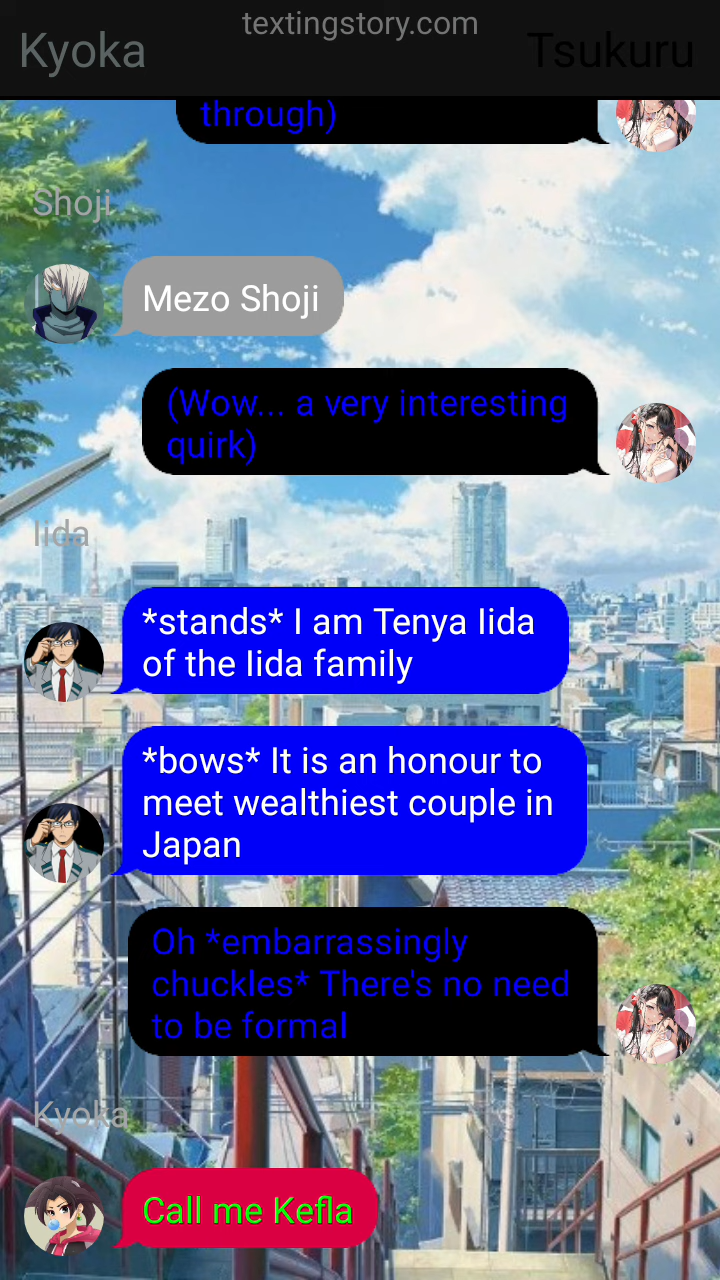 textingstory.com
Kyoka
Tsukuru
through)
Shoji
Mezo Shoji
(Wow... a very interesting
quirk)
Iida
*stands* I am Tenya Iida
of the Iida family
*bows* It is an honour to
meet wealthiest couple in
Japan
Oh *embarrassingly
chuckles* There's no need
to be formal
Kyoka
Call me Kefla